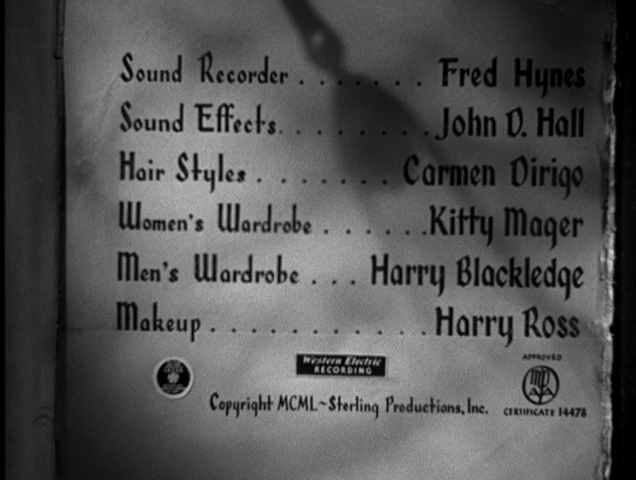 Sound Recorder . . . . . . . Fred Hynes
Sound Effects. . . . . . . . . John D. Hall
Hair Styles . . . . . . . Carmen Dirigo
Women's Wardrobe . . . . . . Kitty Mager
Men's Wardrobe . . . Harry Blackledge
Makeup . . . . . . . . . . . Harry Ross
Western Electric
RECORDING
APPROVED
MPAA
Copyright MCML~Sterling Productions, Inc.
CERTIFICATE 14478